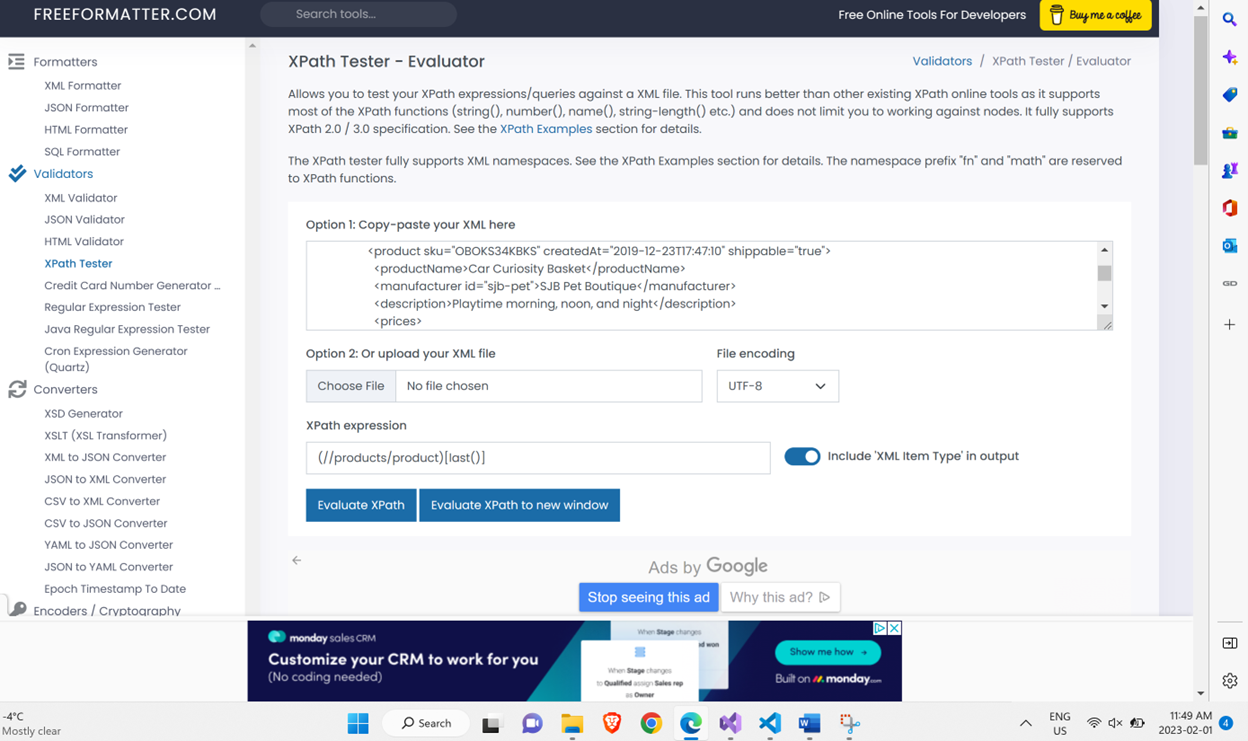 FREEFORMATTER.COM
Search tools...
Free Online Tools For Developers
Buy me a coffee
Formatters
XML Formatter
JSON Formatter
HTML Formatter
SQL Formatter
Validators
XML Validator
JSON Validator
HTML Validator
XPath Tester
Credit Card Number Generator ...
Regular Expression Tester
Java Regular Expression Tester
Cron Expression Generator
(Quartz)
Converters
XSD Generator
XSLT (XSL Transformer)
XML to JSON Converter
JSON to XML Converter
CSV to XML Converter
CSV to JSON Converter
YAML to JSON Converter
JSON to YAML Converter
Epoch Timestamp To Date
Encoders / Cryptography
XPath Tester - Evaluator
Validators / XPath Tester / Evaluator
Allows you to test your XPath expressions/queries against a XML file. This tool runs better than other existing XPath online tools as it supports
most of the XPath functions (string(), number(), name(), string-length() etc.) and does not limit you to working against nodes. It fully supports
XPath 2.0 / 3.0 specification. See the XPath Examples section for details.
The XPath tester fully supports XML namespaces. See the XPath Examples section for details. The namespace prefix "fn" and "math" are reserved
to XPath functions.
Option 1: Copy-paste your XML here
<product sku="OBOKS34KBKS" createdAt="2019-12-23T17:47:10" shippable="true">
<productName>Car Curiosity Basket</productName>
<manufacturer id="sjb-pet">SJB Pet Boutique</manufacturer>
<description>Playtime morning, noon, and night</description>
<prices>
Option 2: Or upload your XML file
File encoding
Choose File No file chosen
UTF-8
XPath expression
(//products/product)[last()]
Include 'XML Item Type' in output
Evaluate XPath
Evaluate XPath to new window
Ads by Google
Stop seeing this ad
Why this ad?
monday sales CRM
Customize your CRM to work for you
(No coding needed)
When Stage changes
ed won
When Stage changes
to Qualified assign Sales rep
as Owner
Show me how →
Built on monday.com
-4°C
Mostly clear
Search
ENG
US
11:49 AM
2023-02-01
4